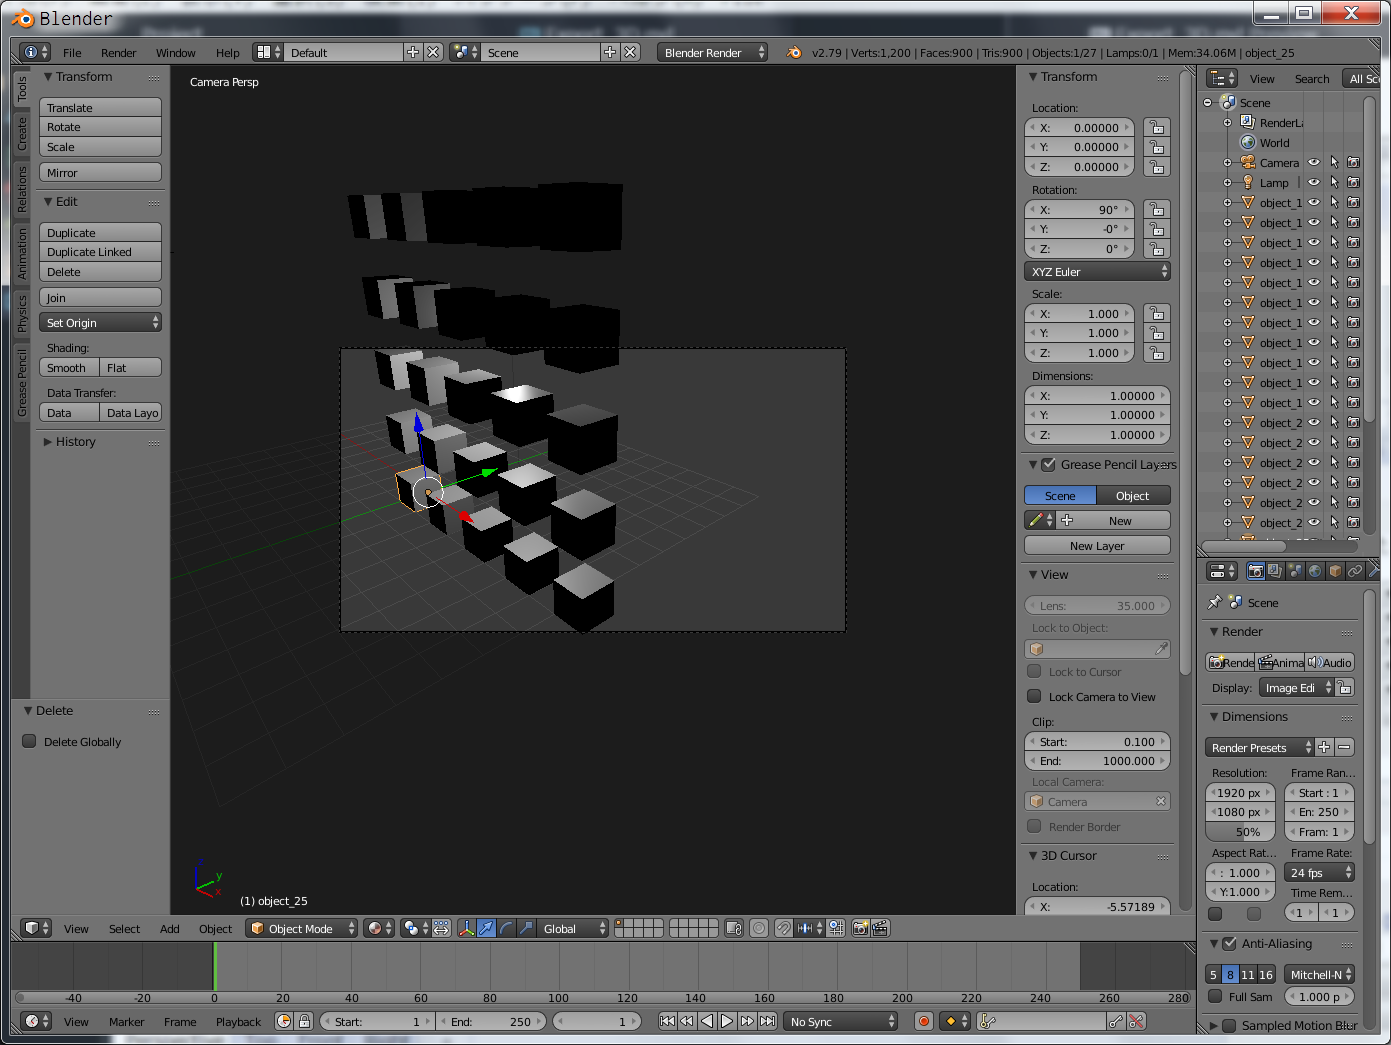 Blender
File Render Window Help Default Scene Blender Render v2.79 | Verts:1,200 | Faces:900 | Tris:900 | Objects:1/27 | Lamps:0/1 | Mem:34.06M | object_25
Tools
Create
Relations
Animation
Physics
Grease Pencil
Transform
Translate
Rotate
Scale
Mirror
Edit
Duplicate
Duplicate Linked
Delete
Join
Set Origin
Shading:
Smooth Flat
Data Transfer:
Data Data Layo
History
Delete
Delete Globally
Camera Persp
z
y
x
(1) object_25
Transform
Location:
X: 0.00000
Y: 0.00000
Z: 0.00000
Rotation:
X: 90°
Y: -0°
Z: 0°
XYZ Euler
Scale:
X: 1.000
Y: 1.000
Z: 1.000
Dimensions:
X: 1.00000
Y: 1.00000
Z: 1.00000
Grease Pencil Layers
Scene Object
New
New Layer
View
Lens: 35.000
Lock to Object:
Lock to Cursor
Lock Camera to View
Clip:
Start: 0.100
End: 1000.000
Local Camera:
Camera
Render Border
3D Cursor
Location:
X: -5.57189
View Search All Sc
Scene
RenderLa
World
Camera
Lamp
object_1
object_1
object_1
object_1
object_1
object_1
object_1
object_1
object_1
object_1
object_1
object_2
object_2
object_2
object_2
object_2
object_2
Scene
Render
Rende Anima Audio
Display: Image Edi
Dimensions
Render Presets
Resolution: Frame Ran...
1920 px Start : 1
1080 px En: 250
50% Fram: 1
Aspect Rat... Frame Rate:
: 1.000 24 fps
Y:1.000 Time Rem...
1 1
Anti-Aliasing
5 8 11 16 Mitchell-N
Full Sam 1.000 p
Sampled Motion Blur
View Select Add Object Object Mode Global
-40 -20 0 20 40 60 80 100 120 140 160 180 200 220 240 260 280
View Marker Frame Playback Start: 1 End: 250 1 No Sync